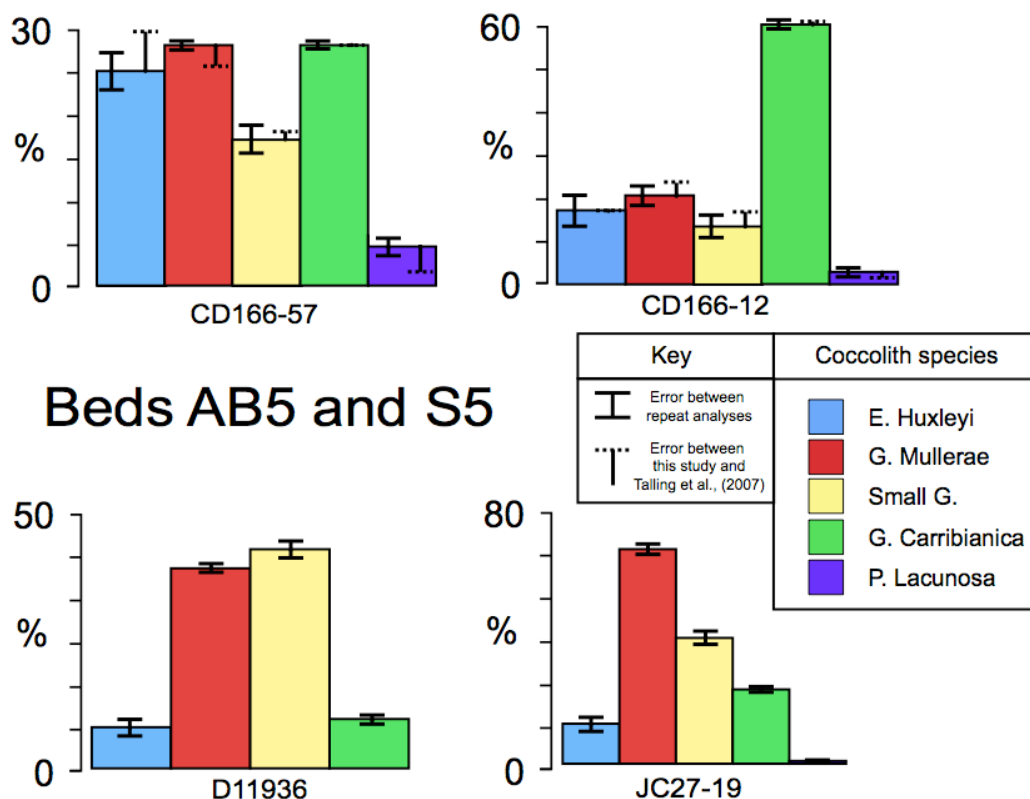 30
%
0
CD166-57
60
%
0
CD166-12
Beds AB5 and S5
Key
Error between
repeat analyses
Error between
this study and
Talling et al., (2007)
Coccolith species
E. Huxleyi
G. Mullerae
Small G.
G. Carribianica
P. Lacunosa
50
%
0
D11936
80
%
0
JC27-19